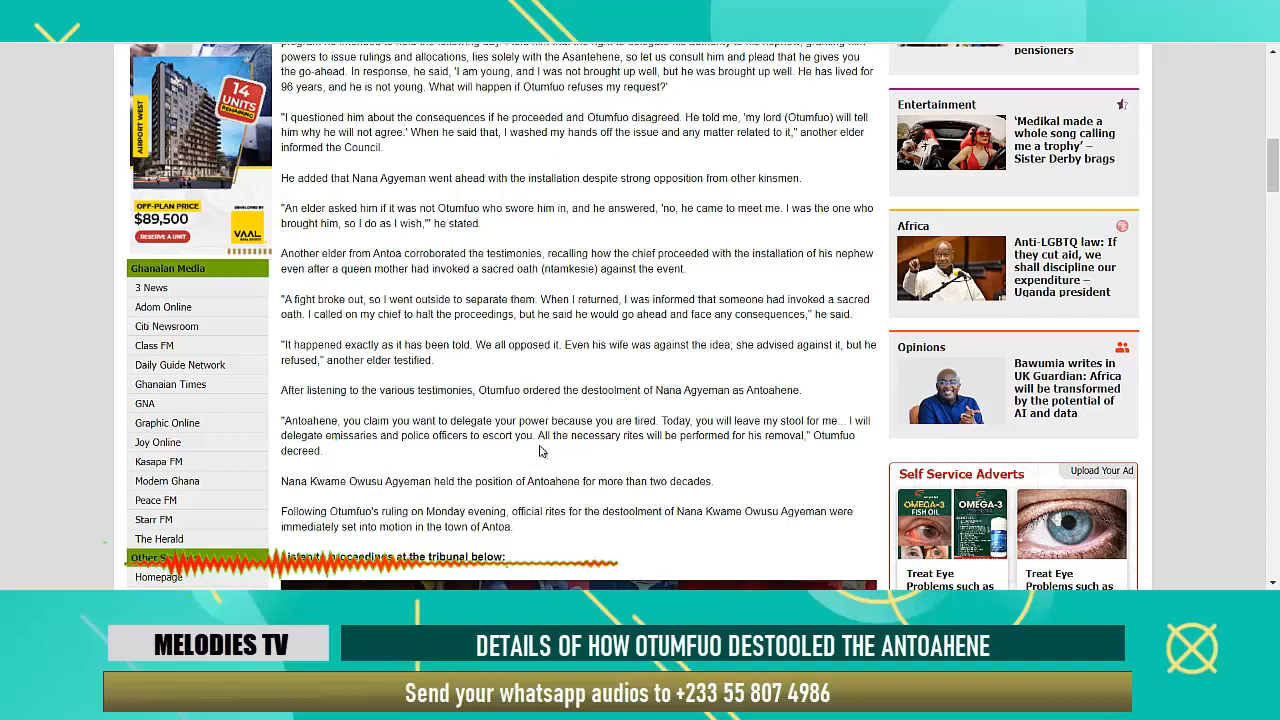 powers to issue rulings and allocations, lies solely with the Asantehene, so let us consult him and plead that he gives you
the go-ahead. In response, he said, 'I am young, and I was not brought up well, but he was brought up well. He has lived for
96 years, and he is not young. What will happen if Otumfuo refuses my request?'
"I questioned him about the consequences if he proceeded and Otumfuo disagreed. He told me, 'my lord (Otumfuo) will tell
him why he will not agree.' When he said that, I washed my hands off the issue and any matter related to it," another elder
informed the Council.
He added that Nana Agyeman went ahead with the installation despite strong opposition from other kinsmen.
"An elder asked him if it was not Otumfuo who swore him in, and he answered, 'no, he came to meet me. I was the one who
brought him, so I do as I wish,'" he stated.
Another elder from Antoa corroborated the testimonies, recalling how the chief proceeded with the installation of his nephew
even after a queen mother had invoked a sacred oath (ntamkesie) against the event.
"A fight broke out, so I went outside to separate them. When I returned, I was informed that someone had invoked a sacred
oath. I called on my chief to halt the proceedings, but he said he would go ahead and face any consequences," he said.
"It happened exactly as it has been told. We all opposed it. Even his wife was against the idea; she advised against it, but he
refused," another elder testified.
After listening to the various testimonies, Otumfuo ordered the destoolment of Nana Agyeman as Antoahene.
"Antoahene, you claim you want to delegate your power because you are tired. Today, you will leave my stool for me... I will
delegate emissaries and police officers to escort you. All the necessary rites will be performed for his removal," Otumfuo
decreed.
Nana Kwame Owusu Agyeman held the position of Antoahene for more than two decades.
Following Otumfuo's ruling on Monday evening, official rites for the destoolment of Nana Kwame Owusu Agyeman were
immediately set into motion in the town of Antoa.
proceedings at the tribunal below:
AIRPORT WEST
14
UNITS
REMAINING
OFF-PLAN PRICE
$89,500
RESERVE A UNIT
DEVELOPED BY
VAAL
REAL ESTATE
Ghanaian Media
3 News
Adom Online
Citi Newsroom
Class FM
Daily Guide Network
Ghanaian Times
GNA
Graphic Online
Joy Online
Kasapa FM
Modern Ghana
Peace FM
Starr FM
The Herald
Other
Homepage
pensioners
Entertainment
'Medikal made a
whole song calling
me a trophy' –
Sister Derby brags
Africa
Anti-LGBTQ law: If
they cut aid, we
shall discipline our
expenditure –
Uganda president
Opinions
Bawumia writes in
UK Guardian: Africa
will be transformed
by the potential of
AI and data
Self Service Adverts
Upload Your Ad
OMEGA-3
FISH OIL
OMEGA-3
Treat Eye
Problems such as
Treat Eye
Problems such as
MELODIES TV
DETAILS OF HOW OTUMFUO DESTOOLED THE ANTOAHENE
Send your whatsapp audios to +233 55 807 4986